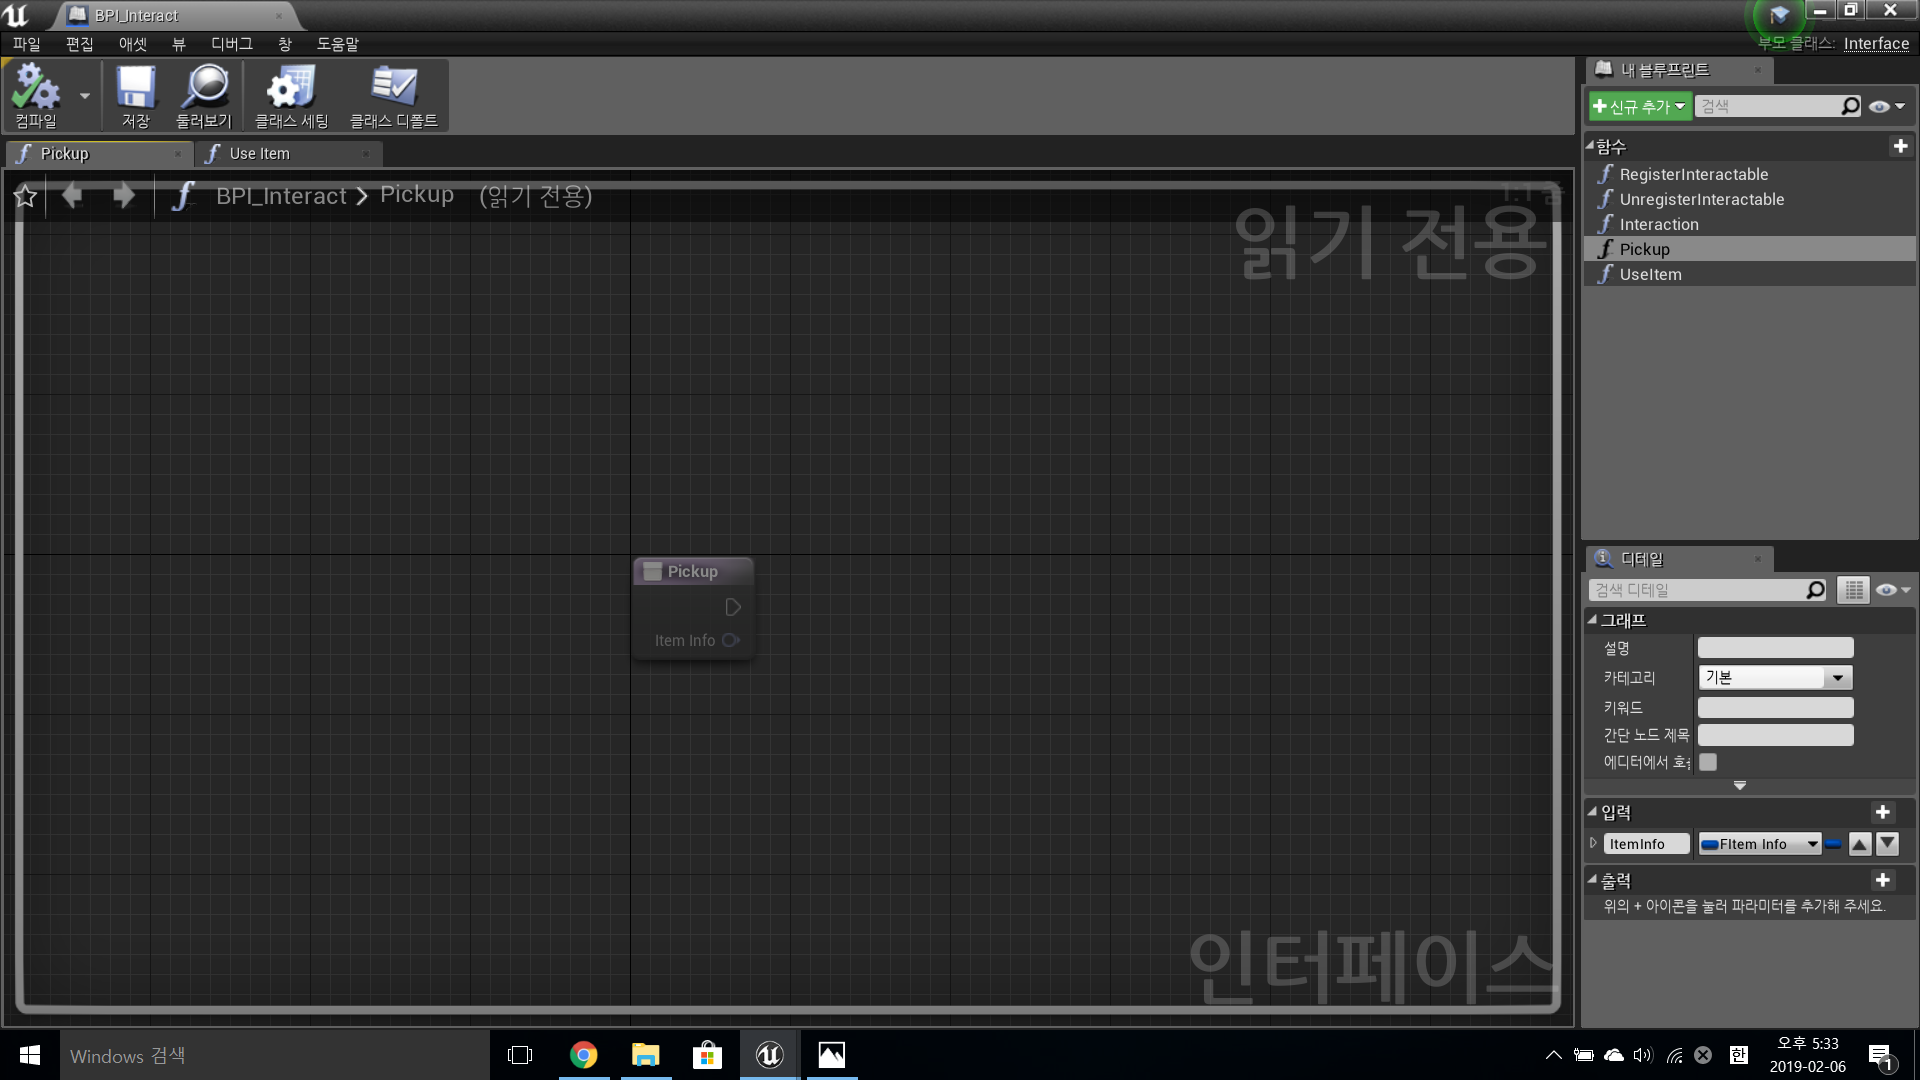 BPI_Interact
파일 편집 애셋 뷰 디버그 창 도움말
부모 클래스: Interface
컴파일 저장 둘러보기 클래스 세팅 클래스 디폴트
내 블루프린트
신규 추가 검색
Pickup Use Item
함수
BPI_Interact > Pickup (읽기 전용)
1:1 줌
읽기 전용
RegisterInteractable
UnregisterInteractable
Interaction
Pickup
UseItem
Pickup
Item Info
디테일
검색 디테일
그래프
설명
카테고리 기본
키워드
간단 노드 제목
에디터에서 호출
입력
ItemInfo FItem Info
출력
위의 + 아이콘을 눌러 파라미터를 추가해 주세요.
인터페이스
Windows 검색
한
오후 5:33
2019-02-06
1